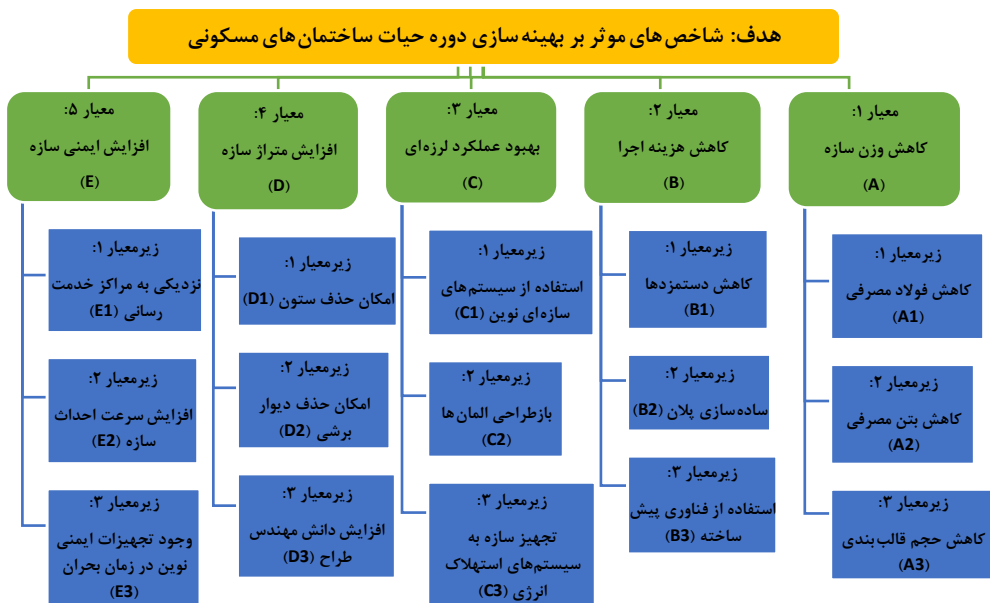 هدف: شاخص‌های موثر بر بهینه‌سازی دوره حیات ساختمان‌های مسکونی
معیار ۱:
کاهش وزن سازه
(A)
معیار ۲:
کاهش هزینه اجرا
(B)
معیار ۳:
بهبود عملکرد لرزه‌ای
(C)
معیار ۴:
افزایش متراژ سازه
(D)
معیار ۵:
افزایش ایمنی سازه
(E)
زیرمعیار ۱:
کاهش فولاد مصرفی
(A1)
زیرمعیار ۲:
کاهش بتن مصرفی
(A2)
زیرمعیار ۳:
کاهش حجم قالب‌بندی
(A3)
زیرمعیار ۱:
کاهش دستمزدها
(B1)
زیرمعیار ۲:
ساده‌سازی پلان (B2)
زیرمعیار ۳:
استفاده از فناوری پیش
ساخته (B3)
زیرمعیار ۱:
استفاده از سیستم‌های
سازه‌ای نوین (C1)
زیرمعیار ۲:
بازطراحی المان‌ها
(C2)
زیرمعیار ۳:
تجهیز سازه به
سیستم‌های استهلاک
انرژی (C3)
زیرمعیار ۱:
امکان حذف ستون (D1)
زیرمعیار ۲:
امکان حذف دیوار
برشی (D2)
زیرمعیار ۳:
افزایش دانش مهندس
طراح (D3)
زیرمعیار ۱:
نزدیکی به مراکز خدمت
رسانی (E1)
زیرمعیار ۲:
افزایش سرعت احداث
سازه (E2)
زیرمعیار ۳:
وجود تجهیزات ایمنی
نوین در زمان بحران
(E3)